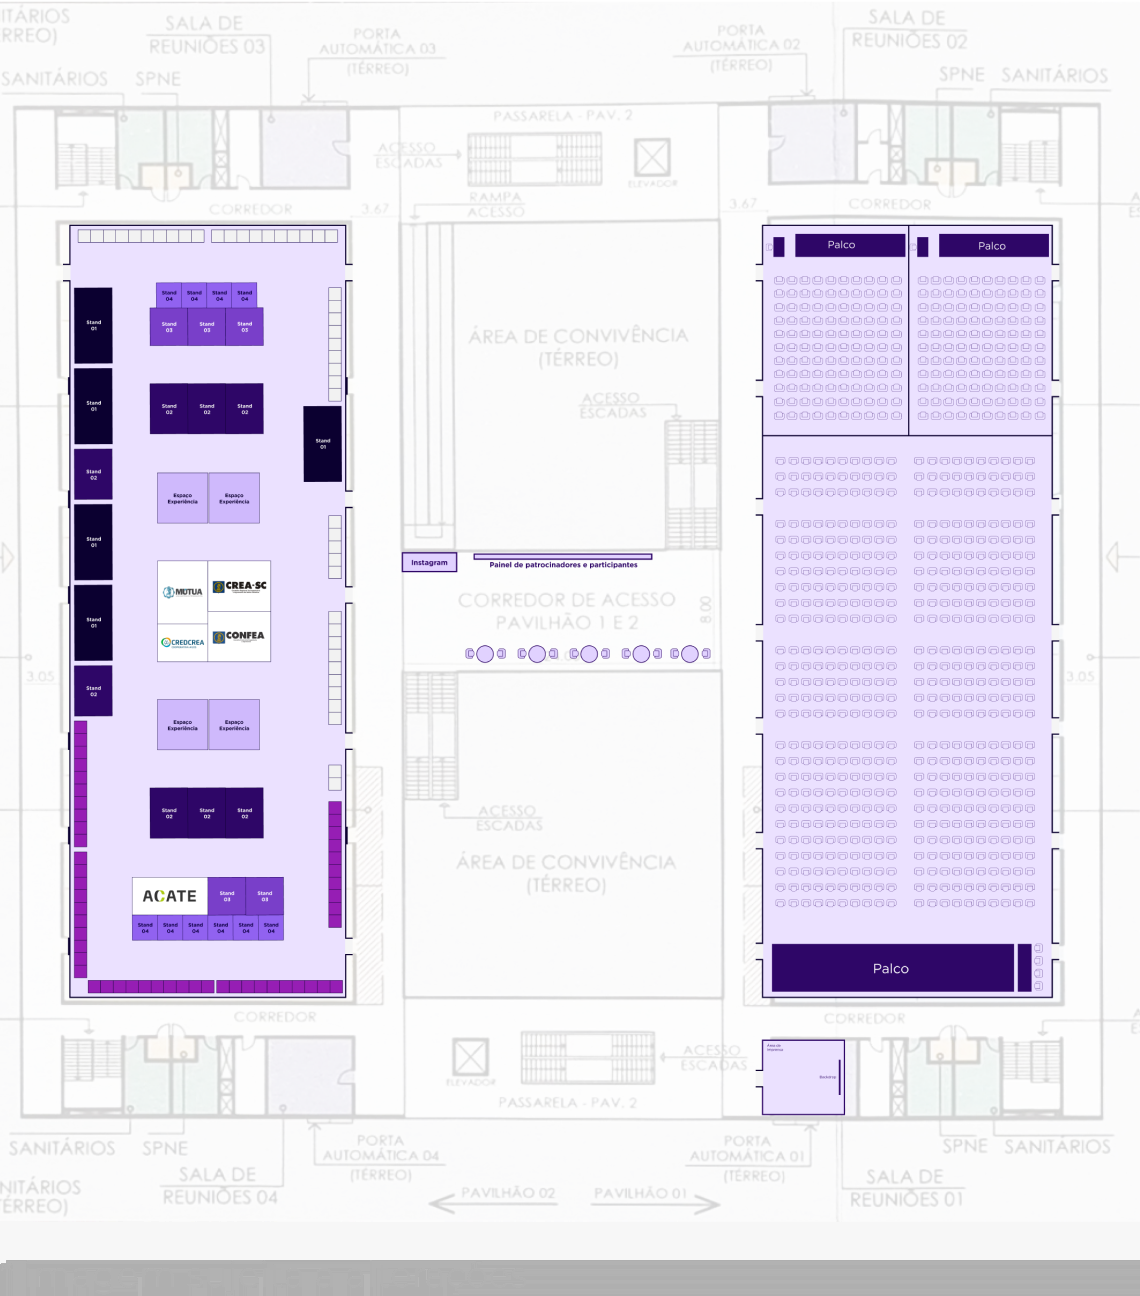 ITÁRIOS
RREO)
SALA DE
REUNIÕES 03
PORTA
AUTOMÁTICA 03
(TÉRREO)
PORTA
AUTOMÁTICA 02
(TÉRREO)
SALA DE
REUNIÕES 02
SANITÁRIOS
SPNE
SPNE
SANITÁRIOS
PASSARELA - PAV. 2
ACESSO
ESCADAS
ELEVADOR
RAMPA
ACESSO
CORREDOR
3.67
3.67
CORREDOR
Palco
Palco
Stand
04
Stand
04
Stand
04
Stand
04
Stand
01
Stand
03
Stand
03
Stand
03
ÁREA DE CONVIVÊNCIA
(TÉRREO)
Stand
01
Stand
02
Stand
02
Stand
02
ACESSO
ESCADAS
Stand
01
Stand
02
Espaço
Experiência
Espaço
Experiência
Stand
01
Instagram
Painel de patrocinadores e participantes
MUTUA
CREA-SC
CREDCREA
CONFEA
CORREDOR DE ACESSO
PAVILHÃO 1 E 2
8.00
Stand
01
3.05
3.05
Stand
02
Espaço
Experiência
Espaço
Experiência
Stand
02
Stand
02
Stand
02
ACESSO
ESCADAS
ÁREA DE CONVIVÊNCIA
(TÉRREO)
ACATE
Stand
03
Stand
03
Stand
04
Stand
04
Stand
04
Stand
04
Stand
04
Stand
04
Palco
CORREDOR
CORREDOR
ELEVADOR
ACESSO
ESCADAS
PASSARELA - PAV. 2
SANITÁRIOS
SPNE
PORTA
AUTOMÁTICA 04
(TÉRREO)
PORTA
AUTOMÁTICA 01
(TÉRREO)
SPNE
SANITÁRIOS
SALA DE
REUNIÕES 04
SALA DE
REUNIÕES 01
NITÁRIOS
TÉRREO)
PAVILHÃO 02
PAVILHÃO 01